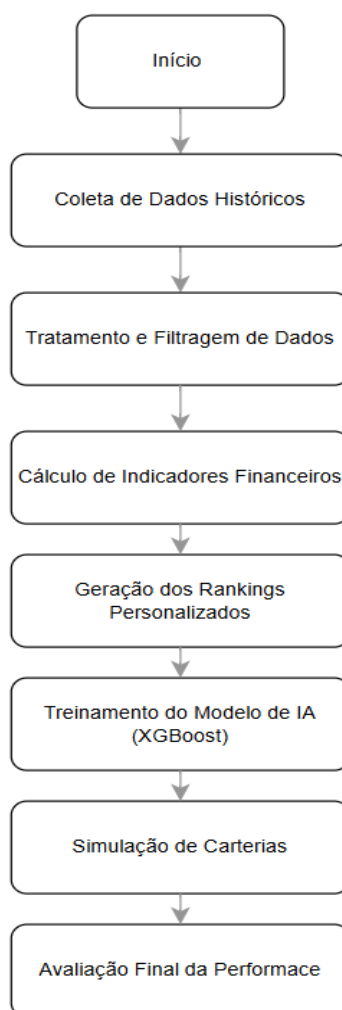 Início
Coleta de Dados Históricos
Tratamento e Filtragem de Dados
Cálculo de Indicadores Financeiros
Geração dos Rankings
Personalizados
Treinamento do Modelo de IA
(XGBoost)
Simulação de Carterias
Avaliação Final da Performace